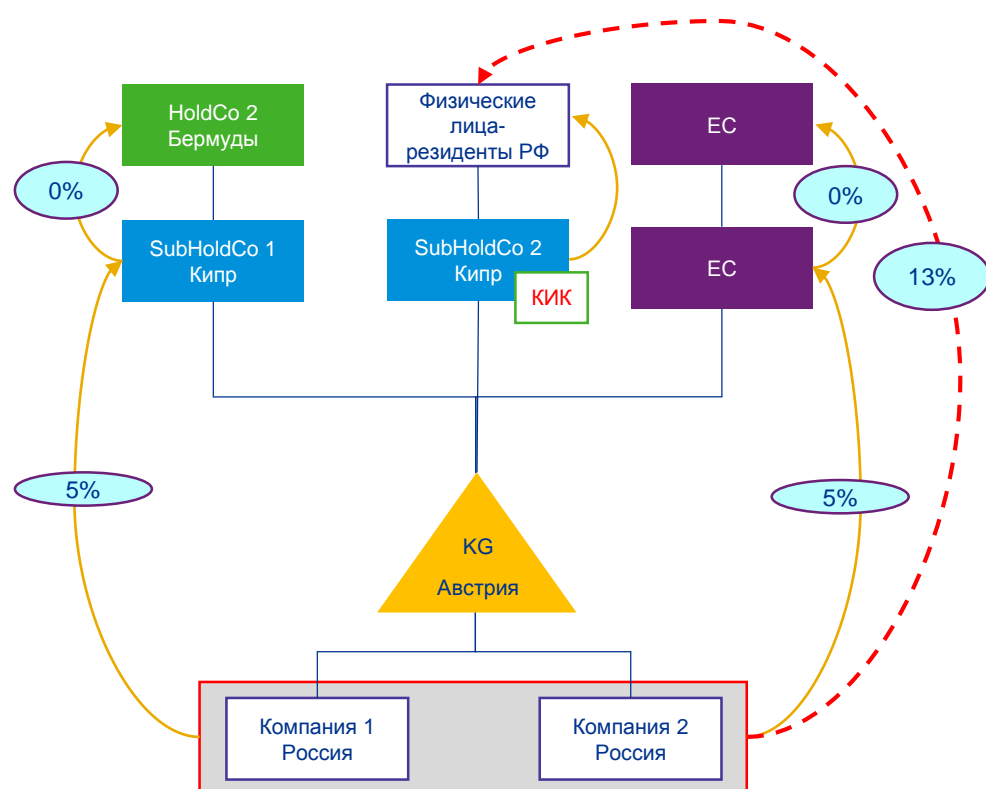 HoldCo 2
Бермуды
Физические
лица-
резиденты РФ
ЕС
0%
0%
SubHoldCo 1
Кипр
SubHoldCo 2
Кипр
КИК
ЕС
13%
5%
5%
KG
Австрия
Компания 1
Россия
Компания 2
Россия